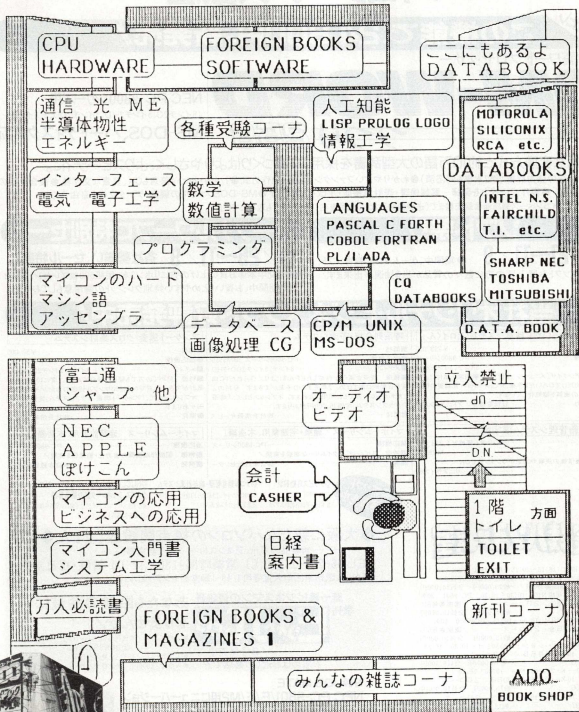 CPU
HARDWARE
FOREIGN BOOKS
SOFTWARE
ここにもあるよ
DATABOOK
通信 光 ME
半導体物性
エネルギー
各種受験コーナ
人工知能
LISP PROLOG LOGO
情報工学
MOTOROLA
SILICONIX
RCA etc.
DATABOOKS
インターフェース
電気 電子工学
数学
数値計算
LANGUAGES
PASCAL C FORTH
COBOL FORTRAN
PL/I ADA
INTEL N.S.
FAIRCHILD
T.I. etc.
プログラミング
マイコンのハード
マシン語
アッセンブラ
CQ
DATABOOKS
SHARP NEC
TOSHIBA
MITSUBISHI
データベース
画像処理 CG
CP/M UNIX
MS-DOS
D.A.T.A. BOOK
富士通
シャープ 他
オーディオ
ビデオ
立入禁止
UP
DN
NEC
APPLE
ぽけこん
会計
CASHER
マイコンの応用
ビジネスへの応用
1階 方面
トイレ
TOILET
EXIT
マイコン入門書
システム工学
日経
案内書
万人必読書
FOREIGN BOOKS &
MAGAZINES 1
新刊コーナ
みんなの雑誌コーナ
ADO
BOOK SHOP